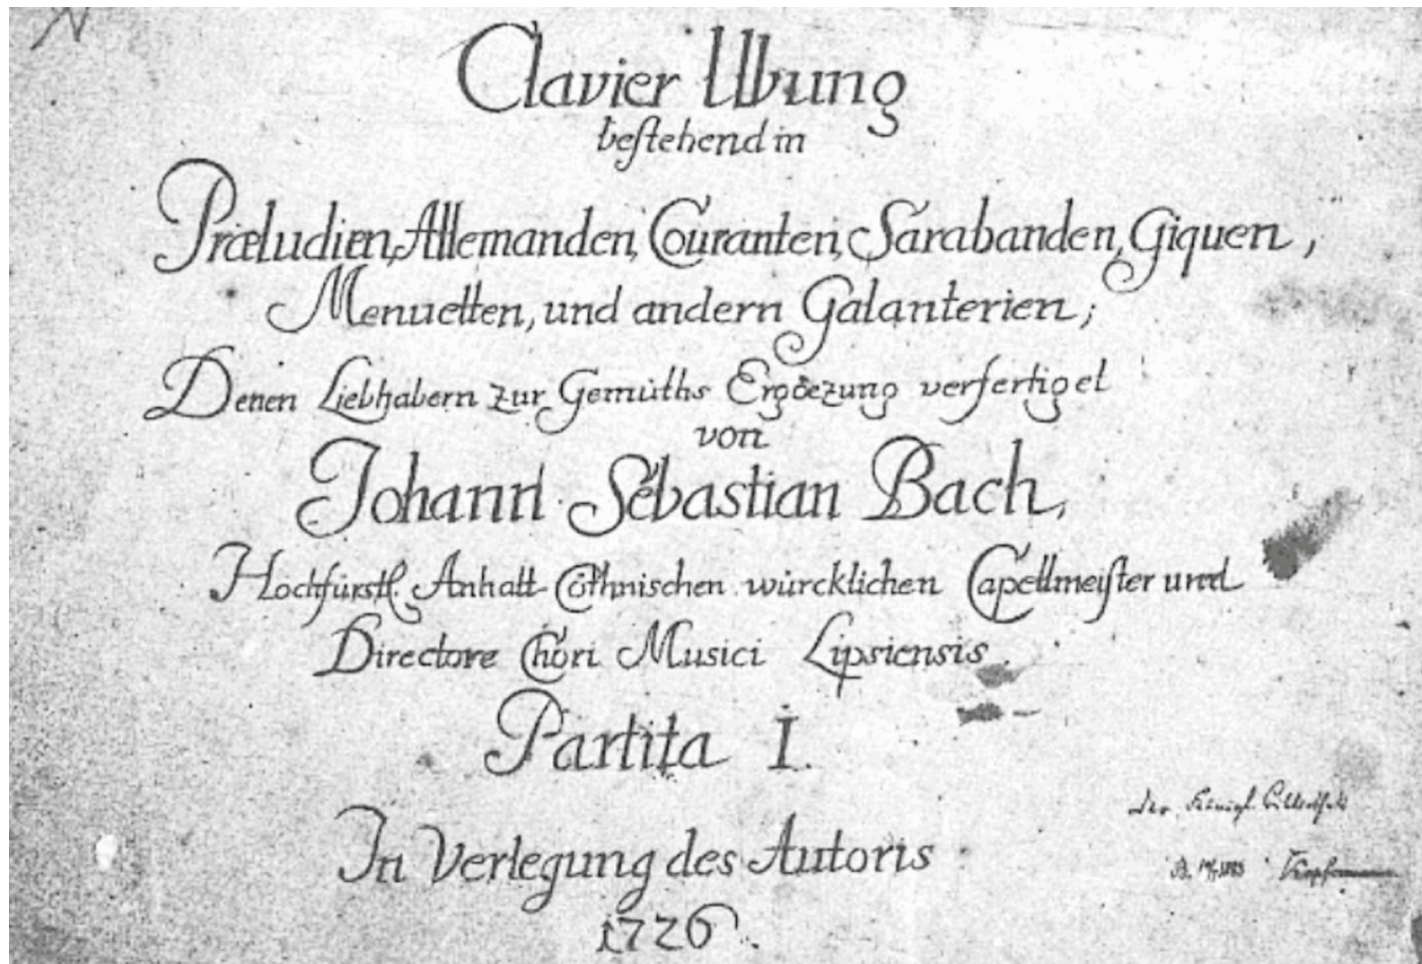 Clavier Ubung
bestehend in
Præludien, Allemanden, Couranten, Sarabanden, Giquen,
Menuetten, und andern Galanterien;
Denen Liebhabern zur Gemüths Ergoezung verfertiget
von
Johann Sebastian Bach,
Hochfürstl. Anhalt-Cöthnischen würcklichen Capellmeister und
Directore Chori Musici Lipsiensis.
Partita I.
In Verlegung des Autoris
1726.
Der Königl.